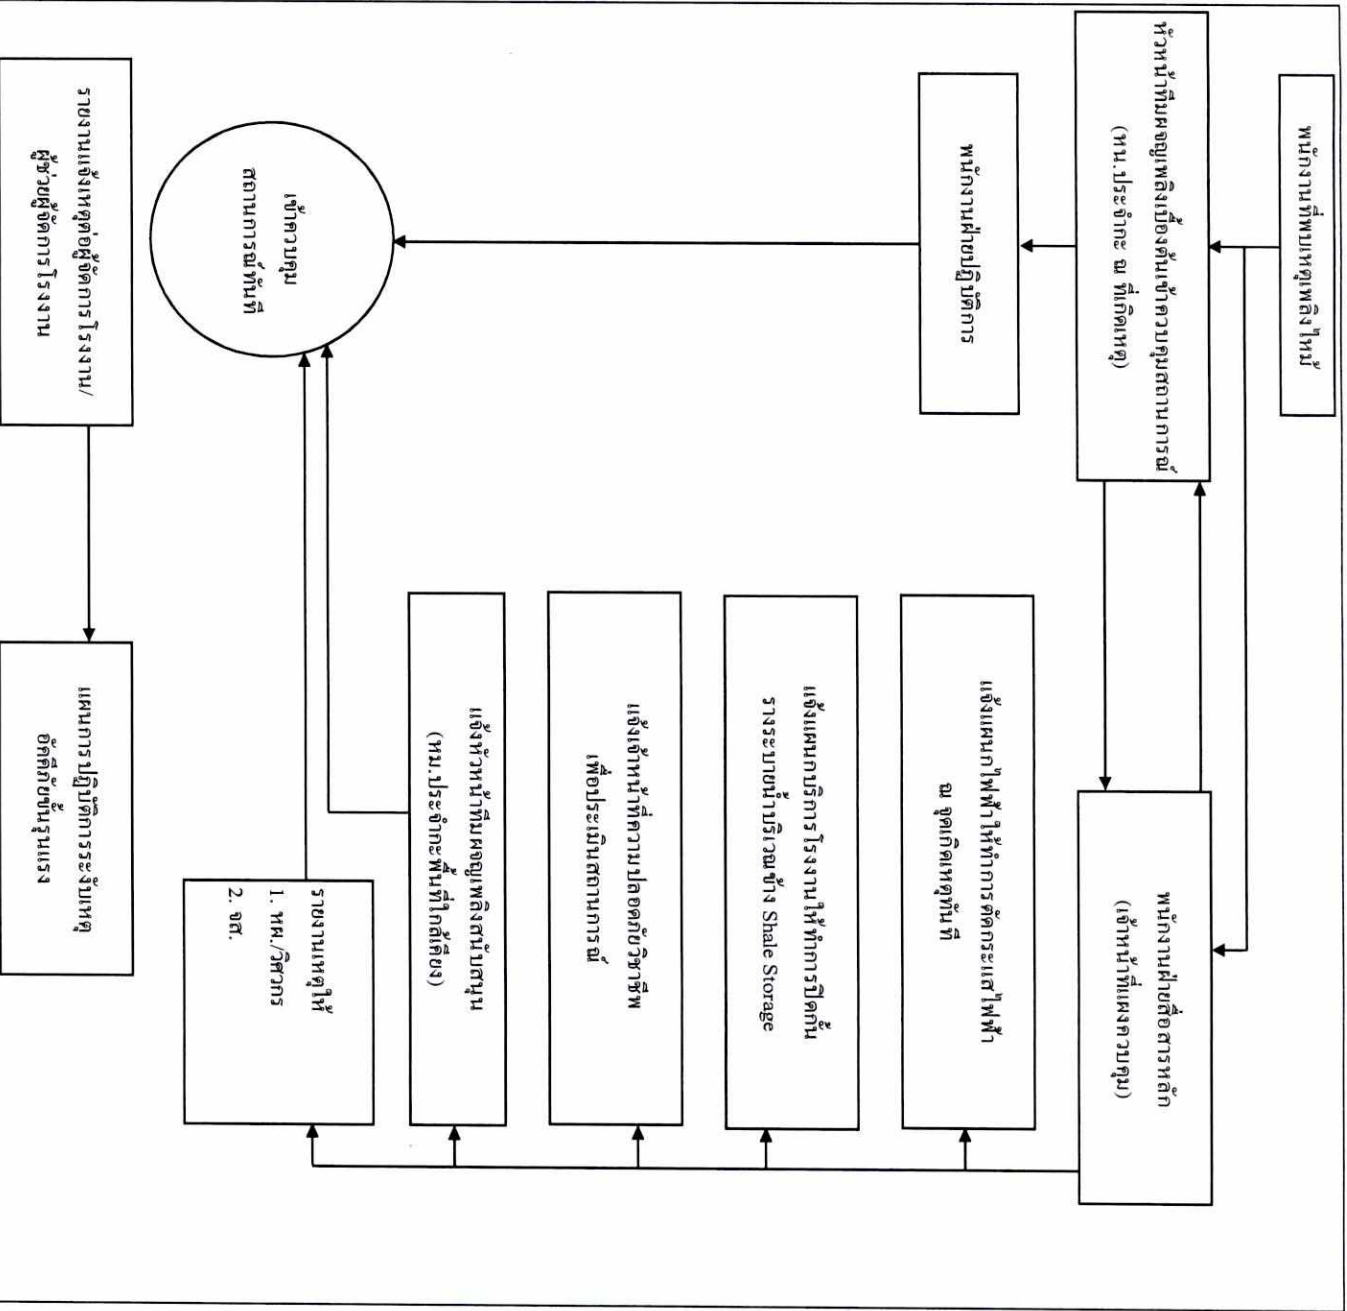 พนักงานที่พบเหตุเพลิงไหม้
หัวหน้าทีมผจญเพลิงเบื้องต้นเข้าควบคุมสถานการณ์
(หน.ประจำกะ ณ ที่เกิดเหตุ)
พนักงานฝ่ายสื่อสารหลัก
(เจ้าหน้าที่แผงควบคุม)
พนักงานฝ่ายปฏิบัติการ
แจ้งแผนกไฟฟ้าให้ทำการตัดกระแสไฟฟ้า
ณ จุดเกิดเหตุทันที
แจ้งแผนกบริการโรงงานให้ทำการปิดกั้น
รางระบายน้ำบริเวณข้าง Shale Storage
แจ้งเจ้าหน้าที่ความปลอดภัยวิชาชีพ
เพื่อประเมินสถานการณ์
แจ้งหัวหน้าทีมผจญเพลิงสนับสนุน
(หม.ประจำกะพื้นที่ใกล้เคียง)
เข้าควบคุม
สถานการณ์ทันที
รายงานเหตุให้
1. หผ./วิศวกร
2. จส.
รายงานแจ้งเหตุต่อผู้จัดการโรงงาน/
ผู้ช่วยผู้จัดการโรงงาน
แผนการปฏิบัติการระงับเหตุ
อัคคีภัยขั้นรุนแรง